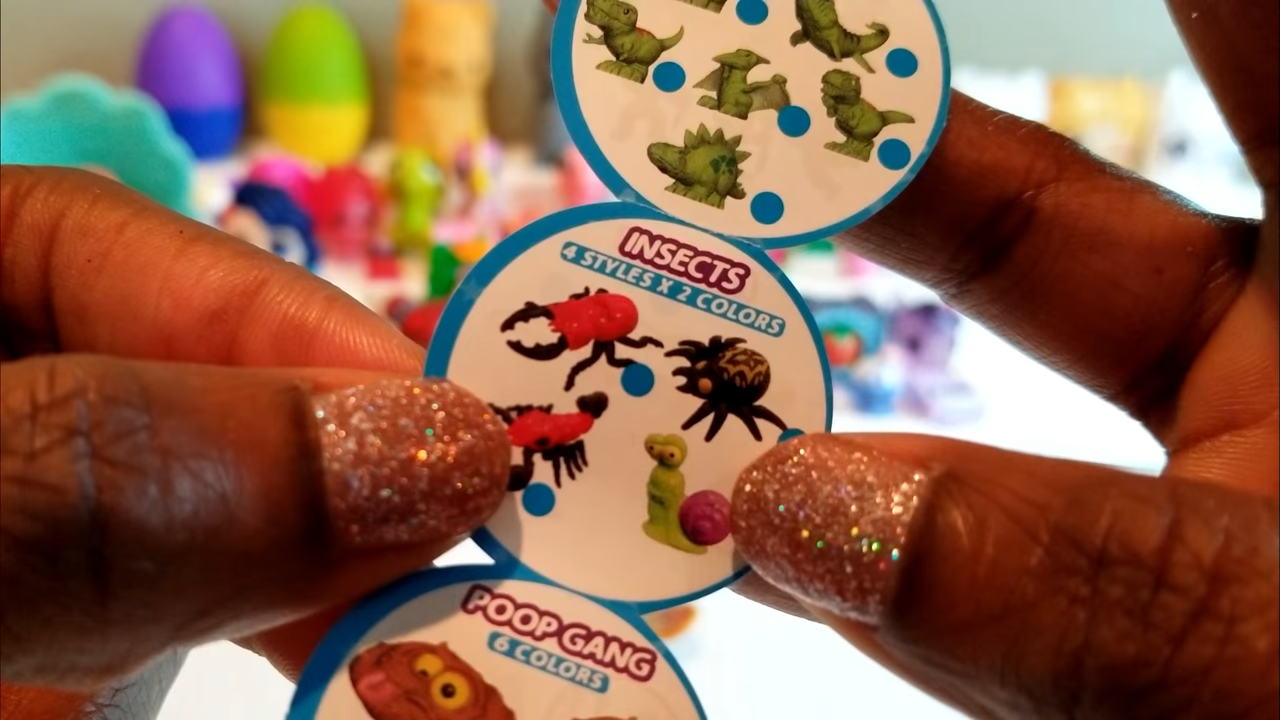 INSECTS
4 STYLES X 2 COLORS
POOP GANG
6 COLORS